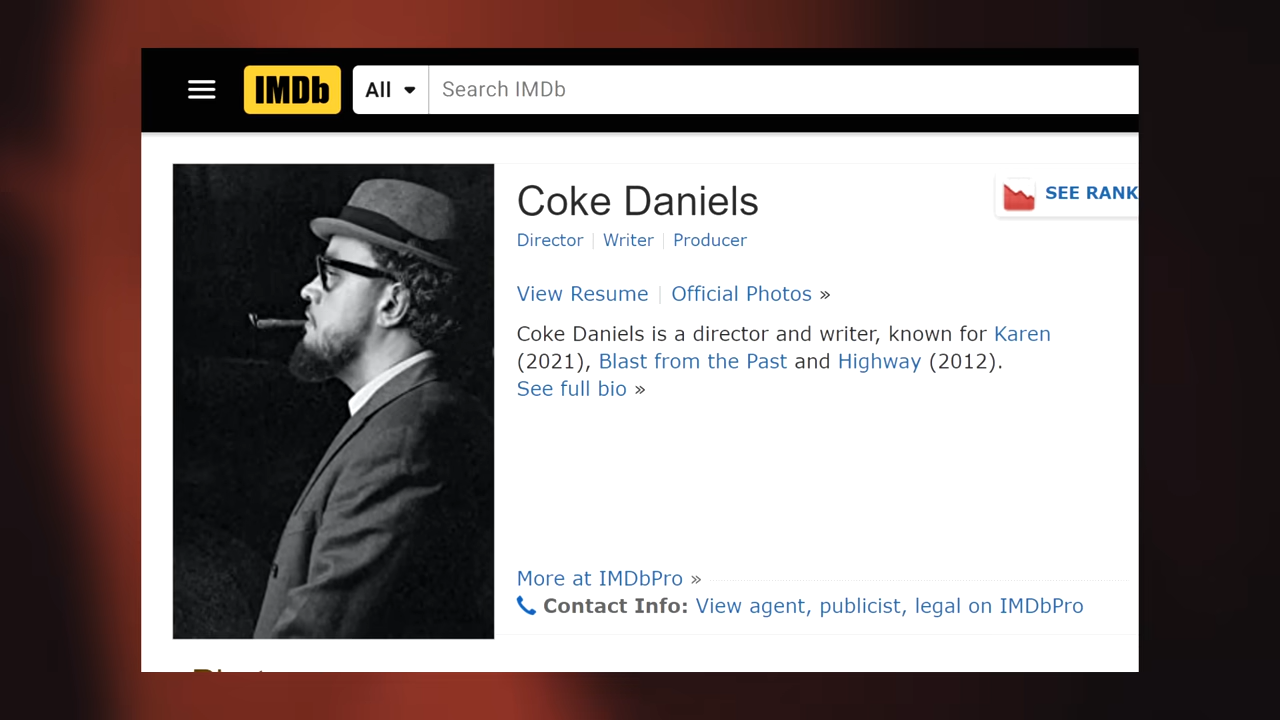 IMDb All Search IMDb
Coke Daniels
SEE RANK
Director | Writer | Producer
View Resume | Official Photos »
Coke Daniels is a director and writer, known for Karen
(2021), Blast from the Past and Highway (2012).
See full bio »
More at IMDbPro »
Contact Info: View agent, publicist, legal on IMDbPro